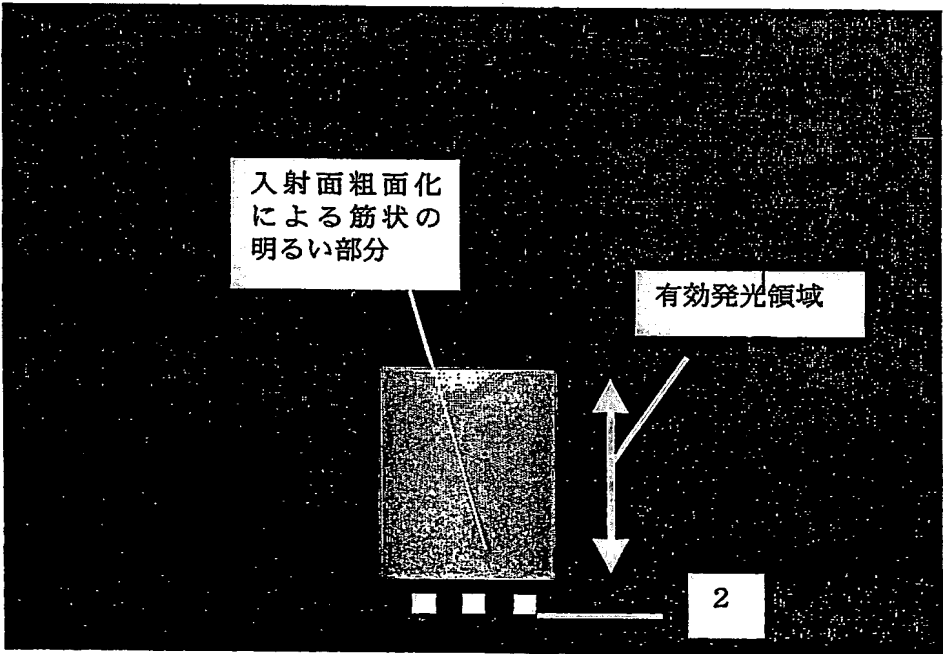 入射面粗面化
による筋状の
明るい部分
有効発光領域
2